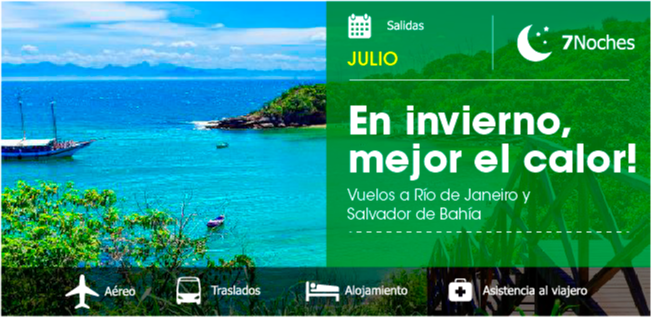 Salidas
JULIO
7Noches
En invierno,
mejor el calor!
Vuelos a Río de Janeiro y
Salvador de Bahía
Aéreo
Traslados
Alojamiento
Asistencia al viajero